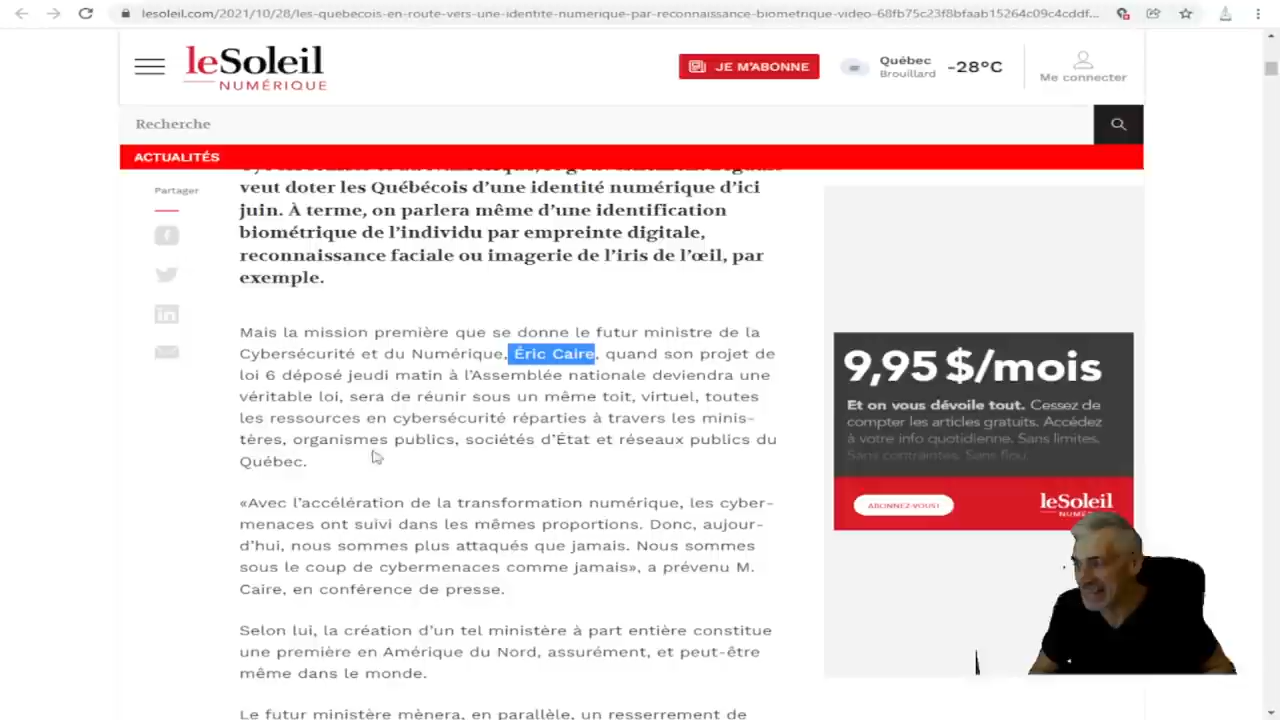 lesoleil.com/2021/10/28/les-quebecois-en-route-vers-une-identite-numerique-par-reconnaissance-biometrique-video-68fb75c23f8bfaab15264c09c4cddf...
leSoleil
NUMÉRIQUE
JE M'ABONNE
Québec
Brouillard
-28°C
Me connecter
Recherche
ACTUALITÉS
Partager
veut doter les Québécois d'une identité numérique d'ici
juin. À terme, on parlera même d'une identification
biométrique de l'individu par empreinte digitale,
reconnaissance faciale ou imagerie de l'iris de l'œil, par
exemple.
Mais la mission première que se donne le futur ministre de la
Cybersécurité et du Numérique, Éric Caire, quand son projet de
loi 6 déposé jeudi matin à l'Assemblée nationale deviendra une
véritable loi, sera de réunir sous un même toit, virtuel, toutes
les ressources en cybersécurité réparties à travers les minis-
tères, organismes publics, sociétés d'État et réseaux publics du
Québec.
«Avec l'accélération de la transformation numérique, les cyber-
menaces ont suivi dans les mêmes proportions. Donc, aujour-
d'hui, nous sommes plus attaqués que jamais. Nous sommes
sous le coup de cybermenaces comme jamais», a prévenu M.
Caire, en conférence de presse.
Selon lui, la création d'un tel ministère à part entière constitue
une première en Amérique du Nord, assurément, et peut-être
même dans le monde.
Le futur ministère mènera, en parallèle, un resserrement de
9,95 $/mois
Et on vous dévoile tout. Cessez de
compter les articles gratuits. Accédez
à votre info quotidienne. Sans limites.
Sans contraintes. Sans flou.
ABONNEZ-VOUS!
leSoleil